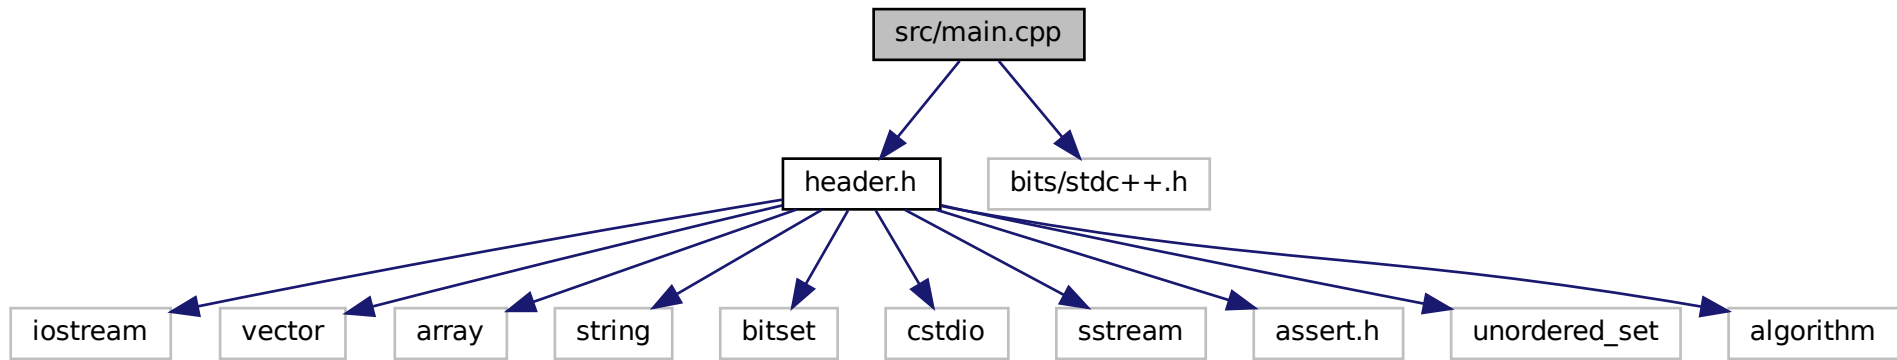 src/main.cpp
header.h
bits/stdc++.h
iostream
vector
array
string
bitset
cstdio
sstream
assert.h
unordered_set
algorithm